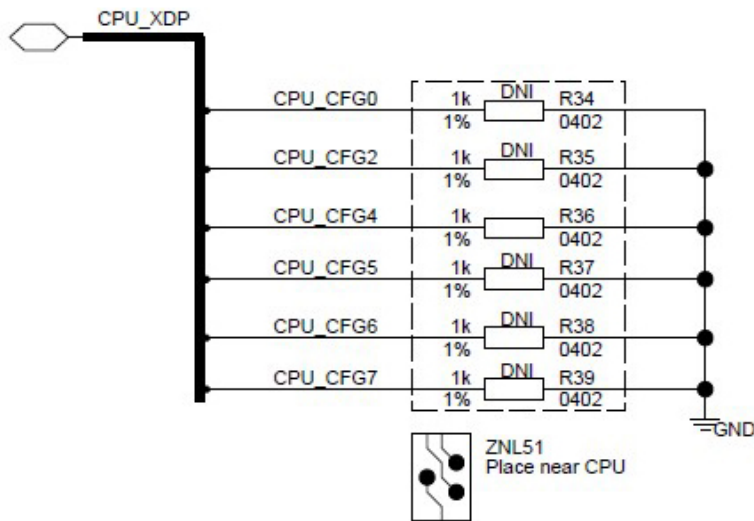 CPU_XDP
CPU_CFG0 1k DNI R34
1% 0402
CPU_CFG2 1k DNI R35
1% 0402
CPU_CFG4 1k R36
1% 0402
CPU_CFG5 1k DNI R37
1% 0402
CPU_CFG6 1k DNI R38
1% 0402
CPU_CFG7 1k DNI R39
1% 0402
GND
ZNL51
Place near CPU